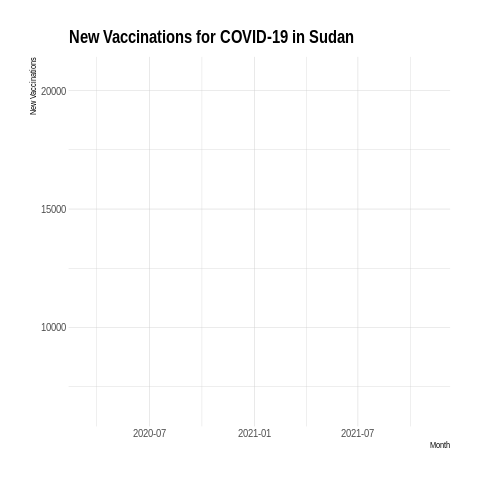 New Vaccinations for COVID-19 in Sudan
New Vaccinations
20000
15000
10000
2020-07
2021-01
2021-07
Month